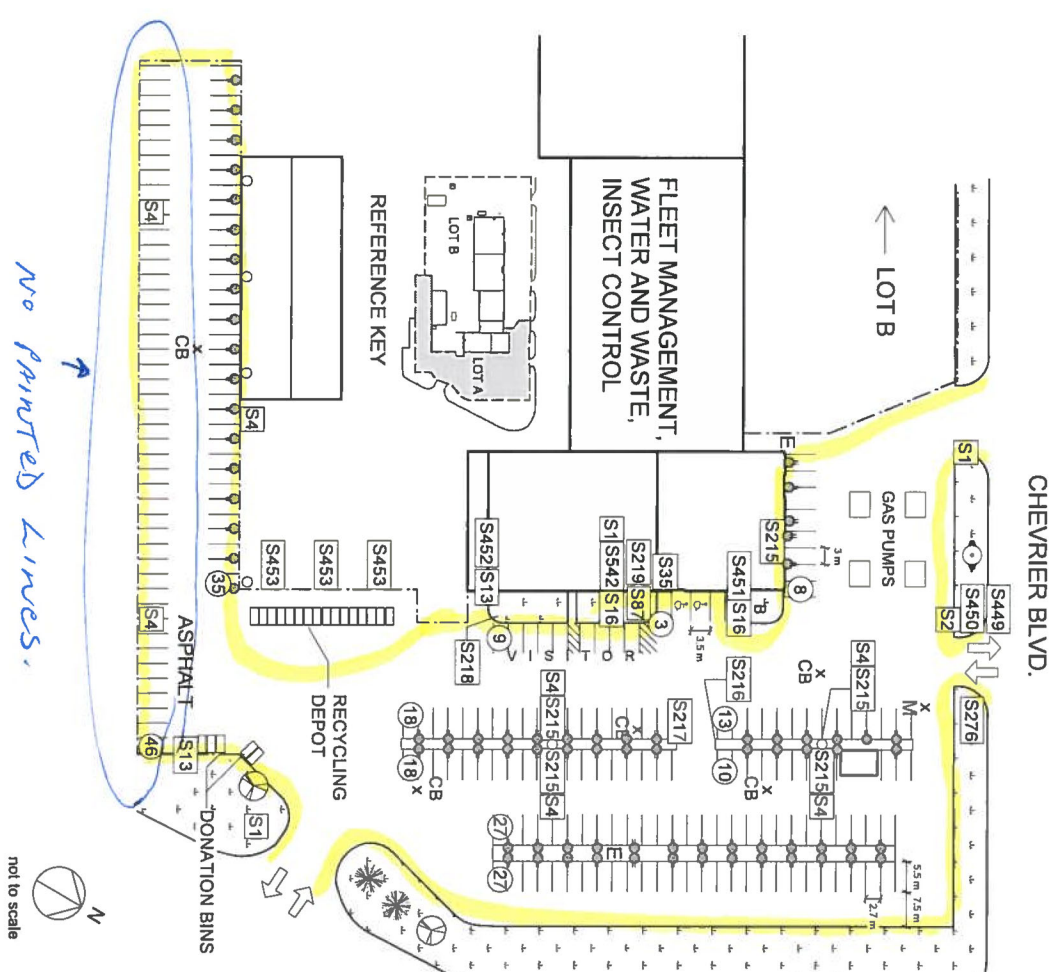 CHEVRIER BLVD.
← LOT B
S1
S449
S450
S2
S276
GAS PUMPS
E
3 m
8
S215
FLEET MANAGEMENT,
WATER AND WASTE,
INSECT CONTROL
LOT B
LOT A
REFERENCE KEY
S451
B
S16
S35
3
3.5 m
S219 S87
S1 S542 S16
S452 S13
9
VISITOR
S218
S216
S4 S215
x
CB
x
M
13
10
S215 S4
x
CB
S217
S4 S215
x
18
18
x
CB
S215 S4
27
27
E
5.5 m
7.5 m
2.7 m
S453
S453
S453
RECYCLING
DEPOT
35
S4
S4
x
CB
S4
ASPHALT
46
S13
S1
DONATION BINS
No PAINTED LINES.
N
not to scale